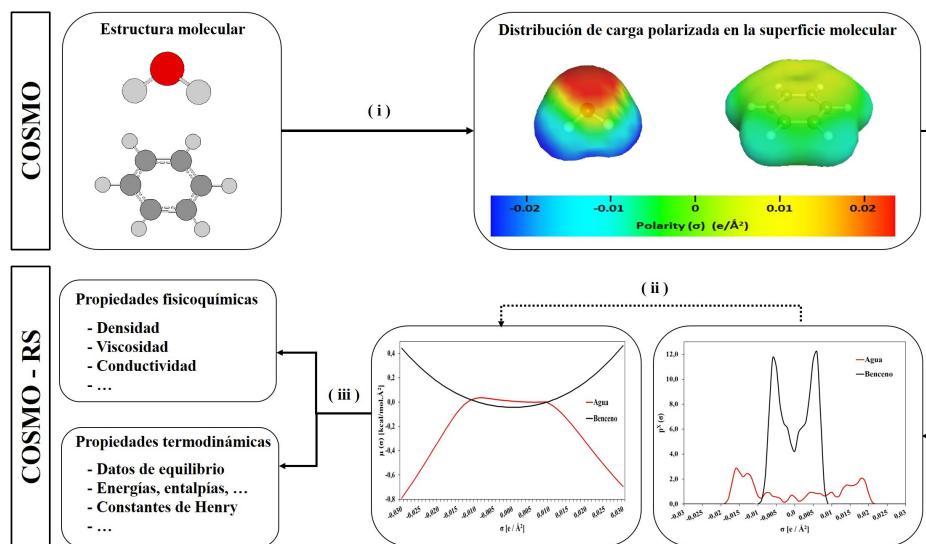 COSMO
Estructura molecular
( i )
Distribución de carga polarizada en la superficie molecular
-0.02 -0.01 0 0.01 0.02
Polarity (σ) (e/Å²)
COSMO - RS
Propiedades fisicoquímicas
- Densidad
- Viscosidad
- Conductividad
- ...
Propiedades termodinámicas
- Datos de equilibrio
- Energías, entalpías, ...
- Constantes de Henry
- ...
( iii )
( ii )
μ (σ) [kcal/mol.Å²]
0,4
0,2
0,0
-0,2
-0,4
-0,6
-0,8
-0,030 -0,020 -0,015 -0,010 -0,005 0,000 0,005 0,010 0,015 0,020 0,030
σ [e / Å²]
Agua
Benceno
pˣ (σ)
12,0
10,0
8,0
6,0
4,0
2,0
0,0
-0,03 -0,025 -0,02 -0,015 -0,01 -0,005 0,0 0,005 0,01 0,015 0,02 0,025 0,03
σ [e / Å²]
Agua
Benceno